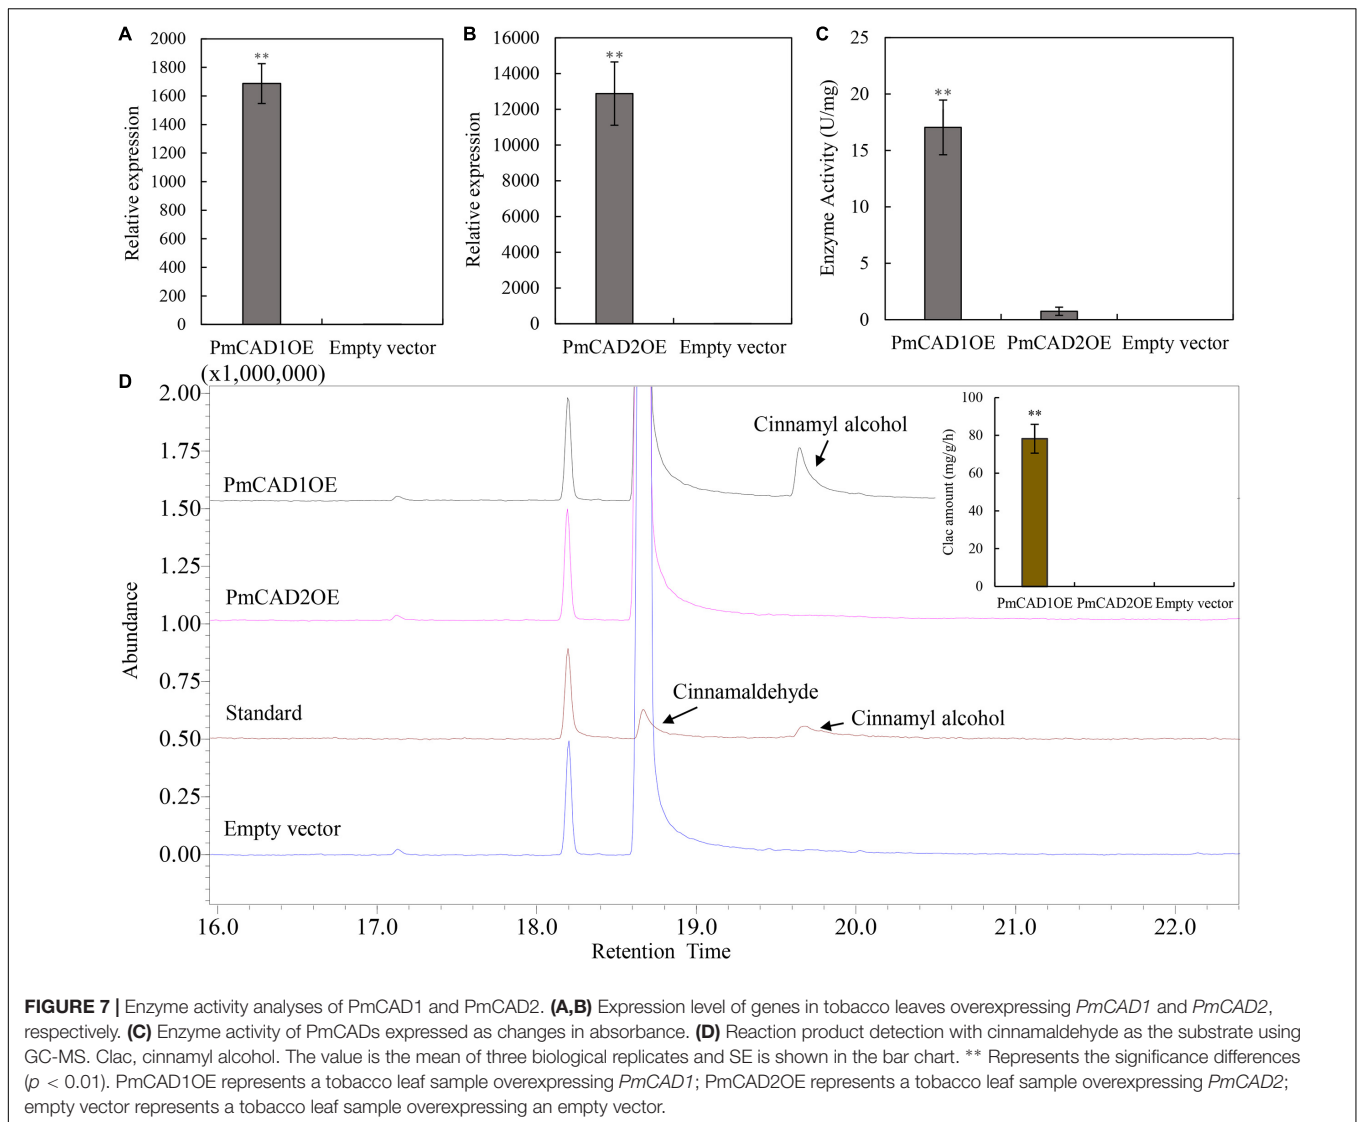 A
2000
1800
1600
1400
1200
1000
800
600
400
200
0
Relative expression
**
PmCAD1OE Empty vector
B
16000
14000
12000
10000
8000
6000
4000
2000
0
Relative expression
**
PmCAD2OE Empty vector
C
25
20
15
10
5
0
Enzyme Activity (U/mg)
**
PmCAD1OE PmCAD2OE Empty vector
D
(x1,000,000)
2.00
1.75
1.50
1.25
1.00
0.75
0.50
0.25
0.00
Abundance
PmCAD1OE
Cinnamyl alcohol
PmCAD2OE
Standard
Cinnamaldehyde
Cinnamyl alcohol
Empty vector
16.0 17.0 18.0 19.0 20.0 21.0 22.0
Retention Time
100
80
60
40
20
0
Clac amount (mg/g/h)
**
PmCAD1OE PmCAD2OE Empty vector
FIGURE 7 | Enzyme activity analyses of PmCAD1 and PmCAD2. (A,B) Expression level of genes in tobacco leaves overexpressing PmCAD1 and PmCAD2,
respectively. (C) Enzyme activity of PmCADs expressed as changes in absorbance. (D) Reaction product detection with cinnamaldehyde as the substrate using
GC-MS. Clac, cinnamyl alcohol. The value is the mean of three biological replicates and SE is shown in the bar chart. ** Represents the significance differences
(p < 0.01). PmCAD1OE represents a tobacco leaf sample overexpressing PmCAD1; PmCAD2OE represents a tobacco leaf sample overexpressing PmCAD2;
empty vector represents a tobacco leaf sample overexpressing an empty vector.